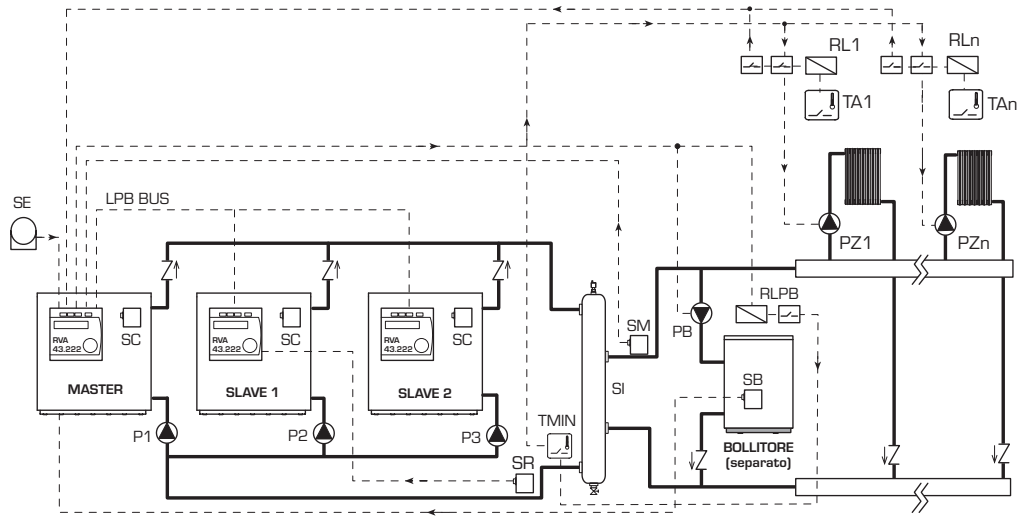 RL1
RLn
TA1
TAn
SE
LPB BUS
PZ1
PZn
RVA
43.222
SC
MASTER
RVA
43.222
SC
SLAVE 1
RVA
43.222
SC
SLAVE 2
SM
PB
RLPB
SI
SB
BOLLITORE
(separato)
P1
P2
P3
TMIN
SR